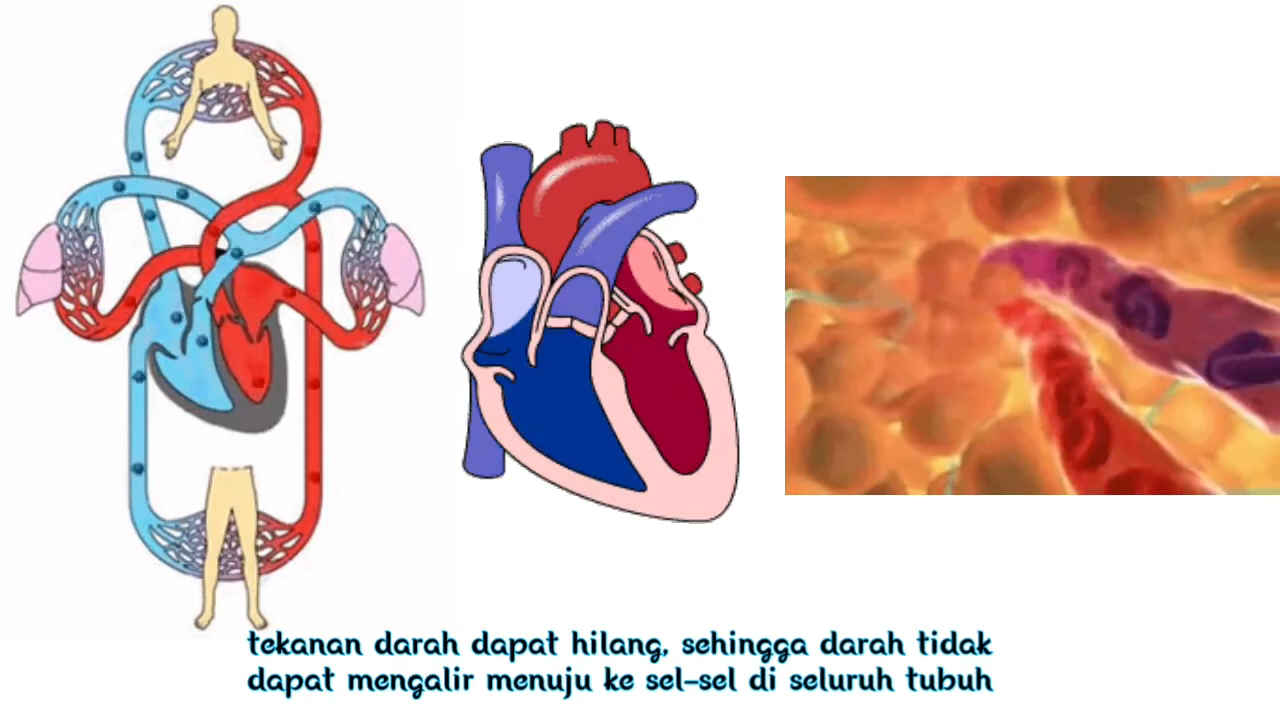 tekanan darah dapat hilang, sehingga darah tidak
dapat mengalir menuju ke sel-sel di seluruh tubuh